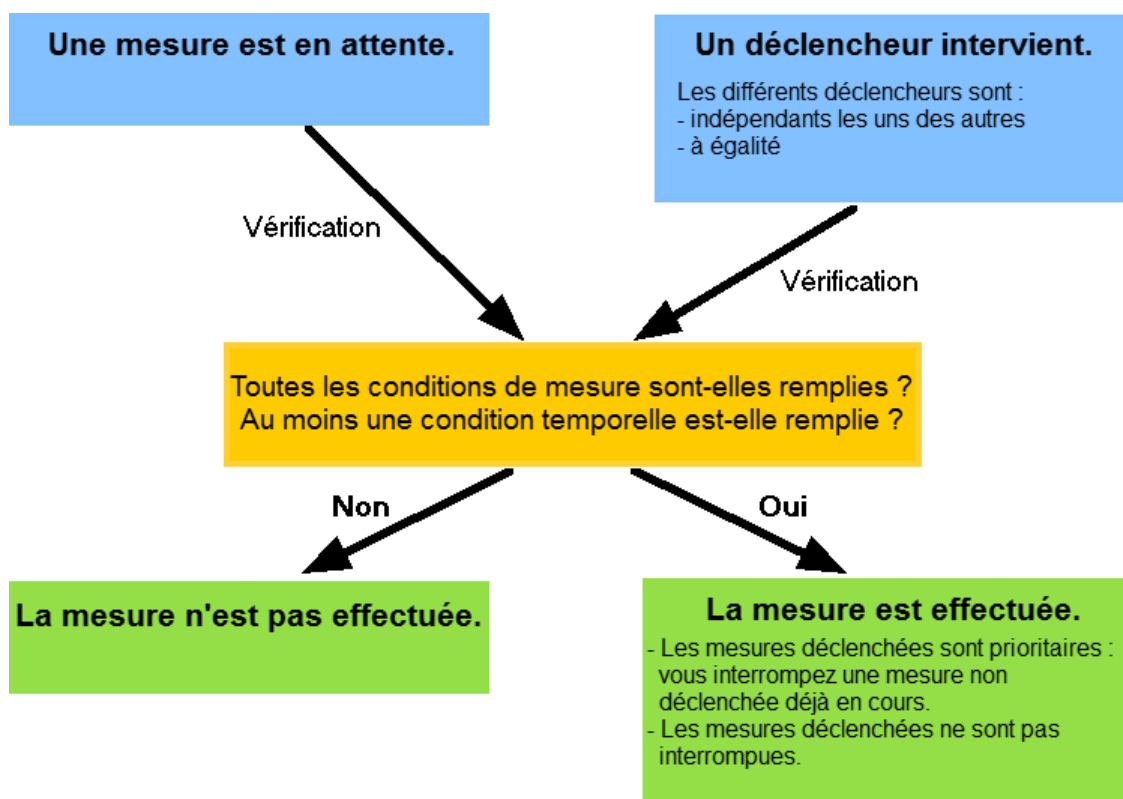 Une mesure est en attente.
Un déclencheur intervient.
Les différents déclencheurs sont :
- indépendants les uns des autres
- à égalité
Vérification
Vérification
Toutes les conditions de mesure sont-elles remplies ?
Au moins une condition temporelle est-elle remplie ?
Non
Oui
La mesure n'est pas effectuée.
La mesure est effectuée.
- Les mesures déclenchées sont prioritaires :
vous interrompez une mesure non
déclenchée déjà en cours.
- Les mesures déclenchées ne sont pas
interrompues.